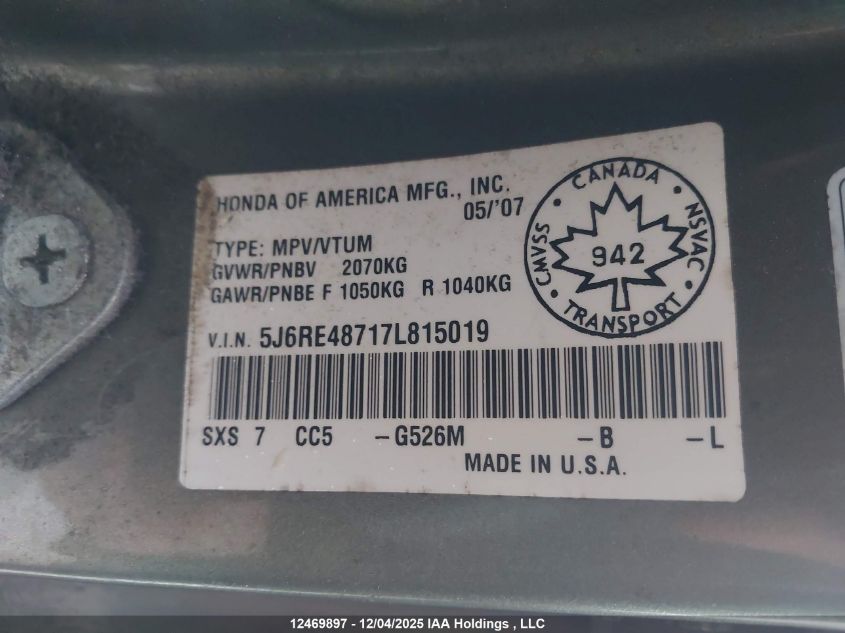 HONDA OF AMERICA MFG., INC.
05/'07
TYPE: MPV/VTUM
GVWR/PNBV 2070KG
GAWR/PNBE F 1050KG R 1040KG
V.I.N. 5J6RE48717L815019
SXS 7 CC5 -G526M -B -L
MADE IN U.S.A.
CANADA
CMVSS
942
NSVAC
TRANSPORT
12469897 - 12/04/2025 IAA Holdings , LLC